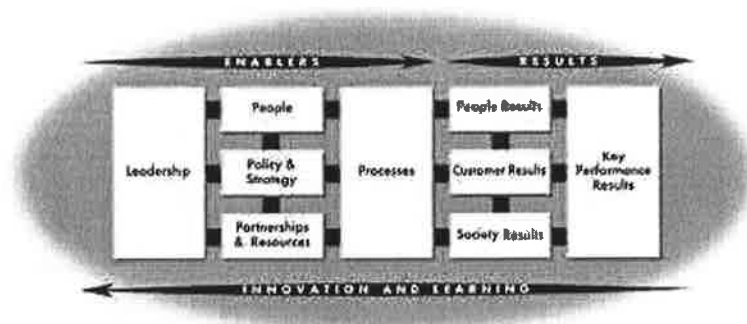 ENABLERS
RESULTS
Leadership
People
Policy &
Strategy
Partnerships
& Resources
Processes
People Results
Customer Results
Society Results
Key
Performance
Results
INNOVATION AND LEARNING